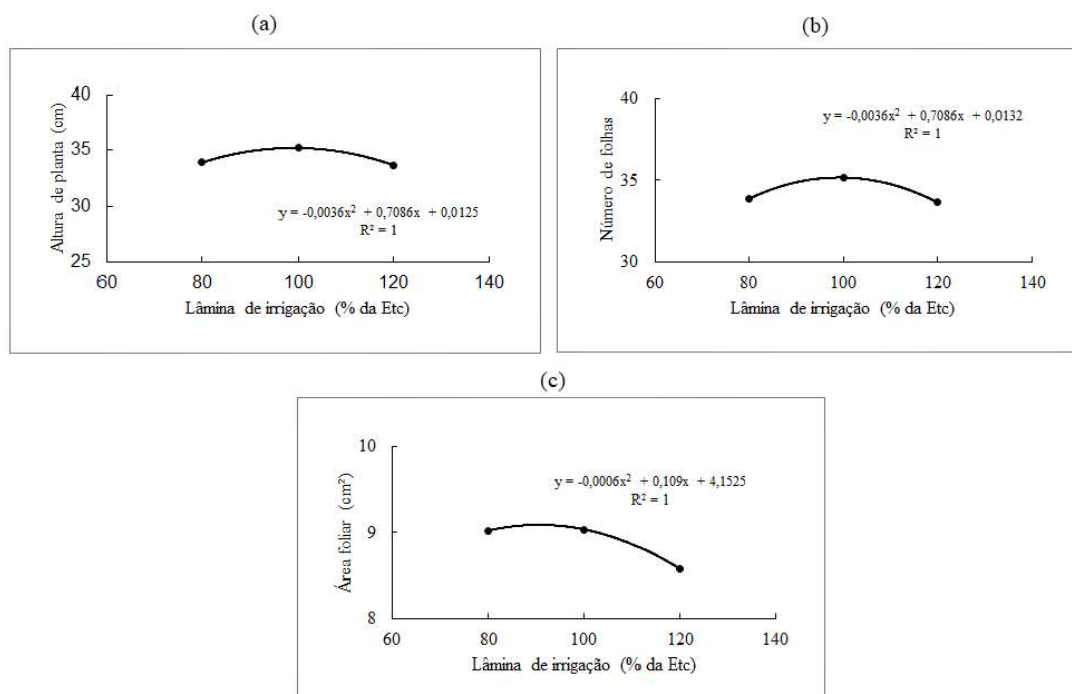 (a)
40
35
30
25
Altura de planta (cm)
y = -0,0036x² + 0,7086x + 0,0125
R² = 1
60 80 100 120 140
Lâmina de irrigação (% da Etc)
(b)
40
35
30
Número de folhas
y = -0,0036x² + 0,7086x + 0,0132
R² = 1
60 80 100 120 140
Lâmina de irrigação (% da Etc)
(c)
10
9
8
Área foliar (cm²)
y = -0,0006x² + 0,109x + 4,1525
R² = 1
60 80 100 120 140
Lâmina de irrigação (% da Etc)